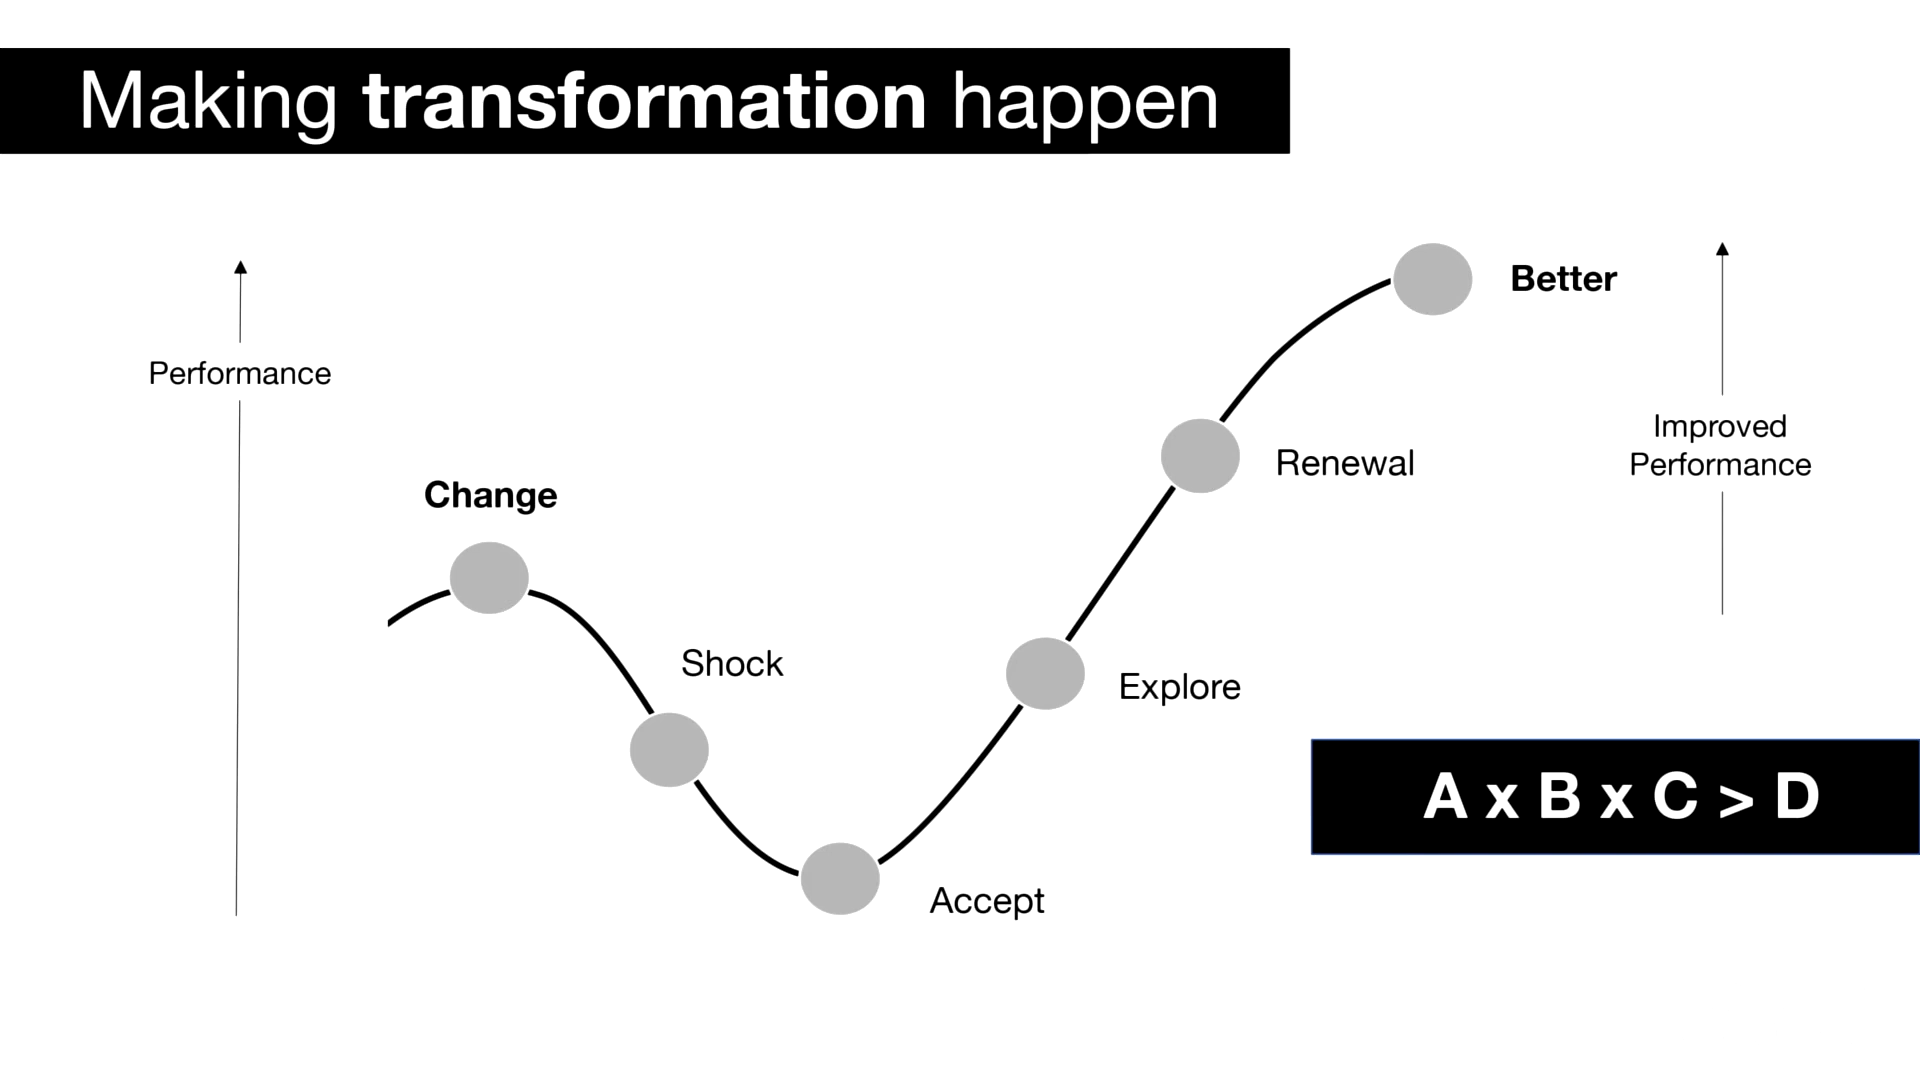 Making transformation happen
Performance
Change
Shock
Accept
Explore
Renewal
Better
Improved
Performance
A x B x C > D